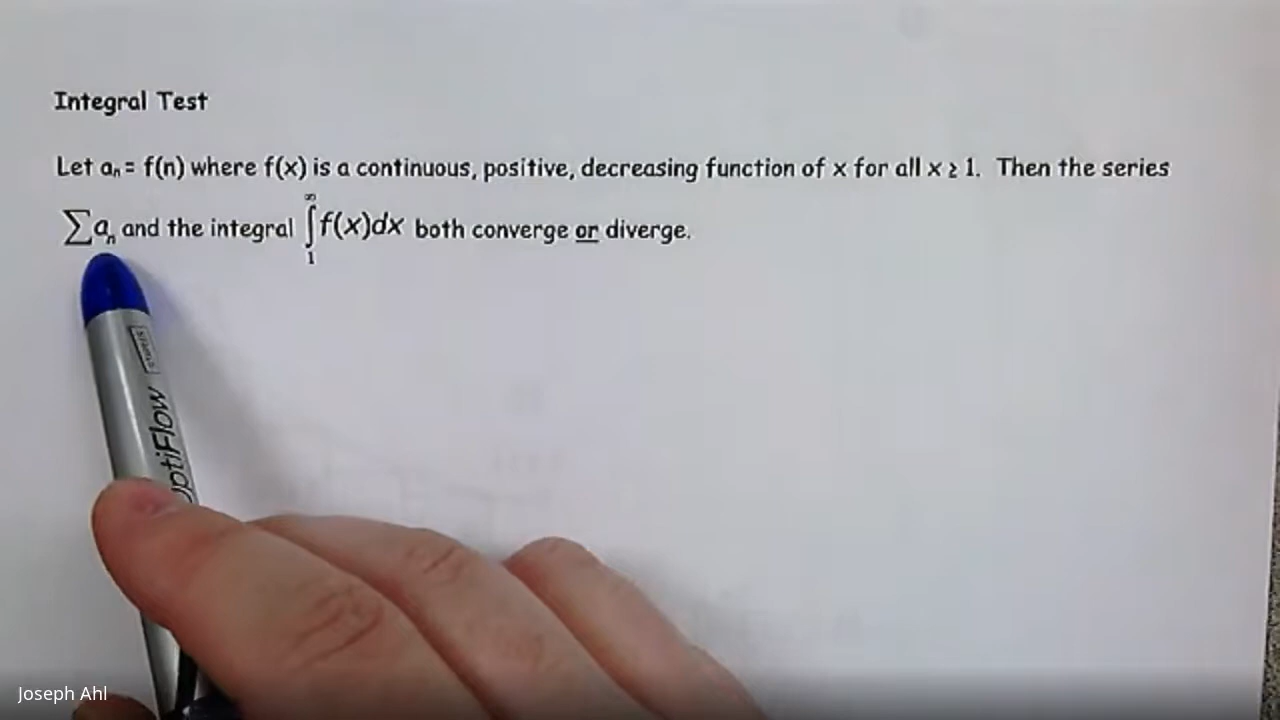 Integral Test
Let aₙ = f(n) where f(x) is a continuous, positive, decreasing function of x for all x ≥ 1. Then the series
∑aₙ and the integral ∫₁^∞ f(x)dx both converge or diverge.
OptiFlow
Joseph Ahl